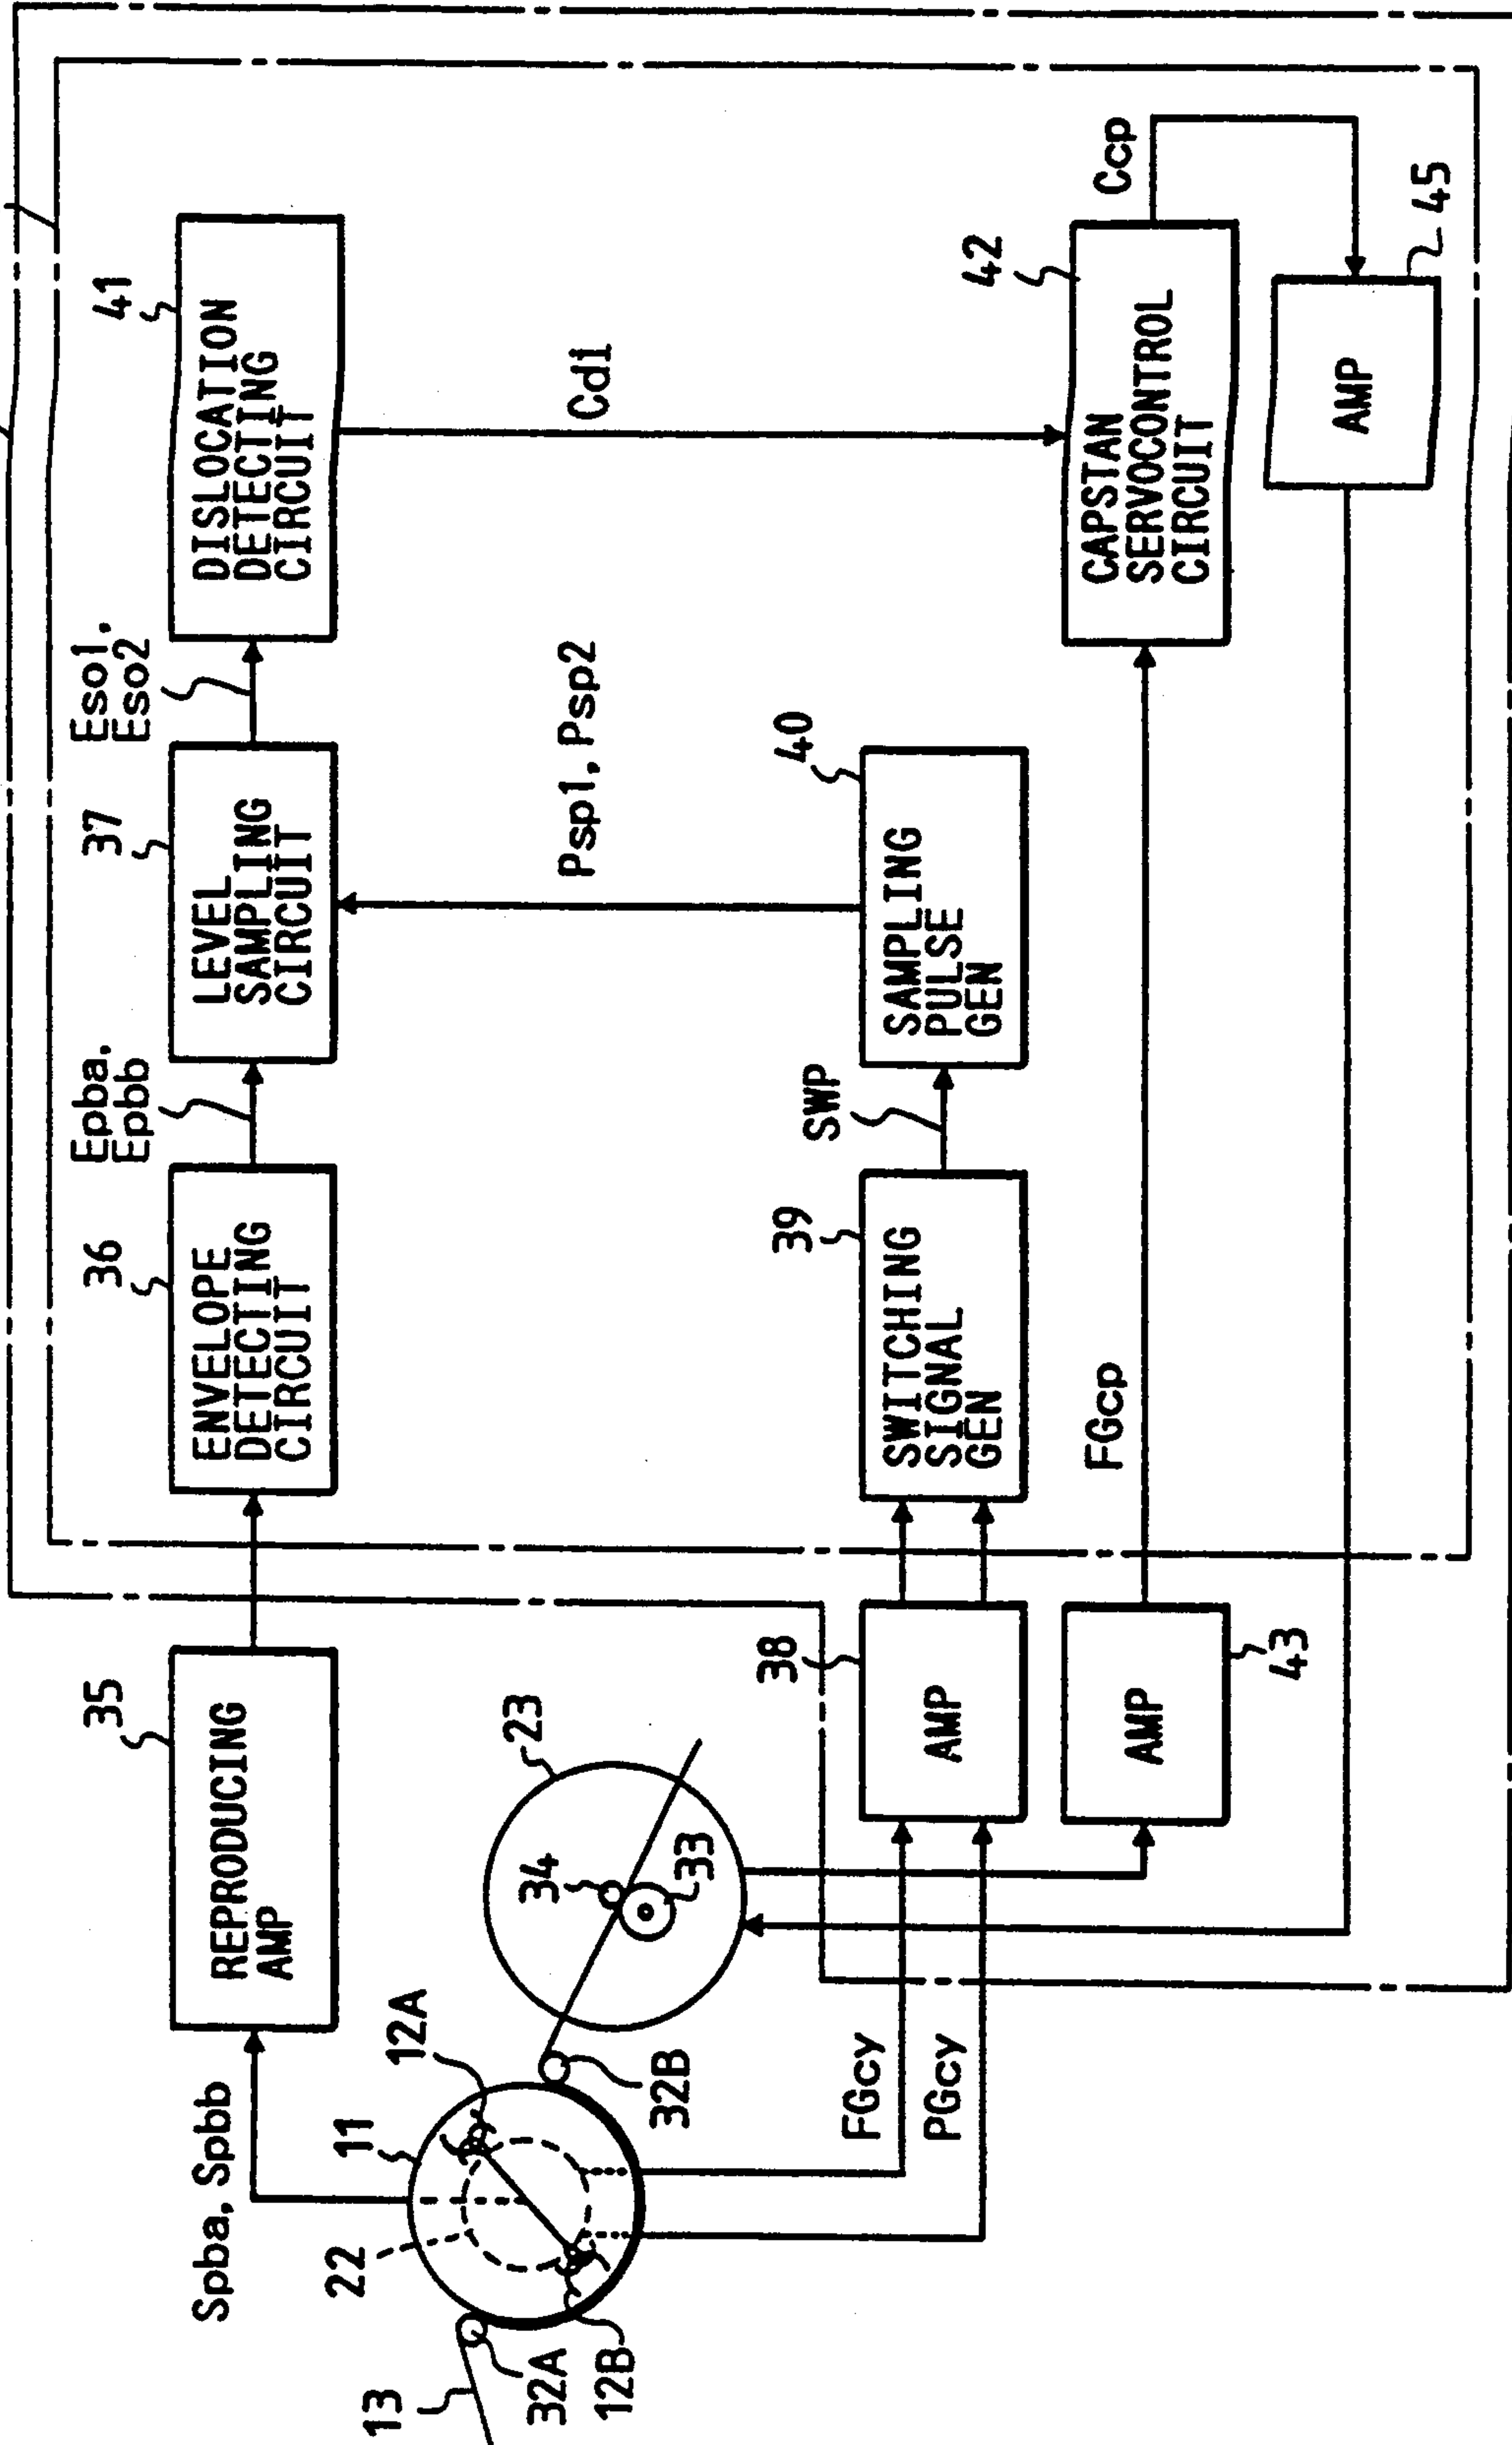 Spba, Spbb
35
REPRODUCING
AMP
36
ENVELOPE
DETECTING
CIRCUIT
Epba,
Epbb
37
LEVEL
SAMPLING
CIRCUIT
Eso1,
Eso2
41
DISLOCATION
DETECTING
CIRCUIT
13
32A
12B
22
11
12A
32B
34
33
23
Psp1, Psp2
Cdi
FGcy
PGcy
38
AMP
39
SWITCHING
SIGNAL
GEN
SWP
40
SAMPLING
PULSE
GEN
43
AMP
FGcp
42
CAPSTAN
SERVOCONTROL
CIRCUIT
Ccp
45
AMP